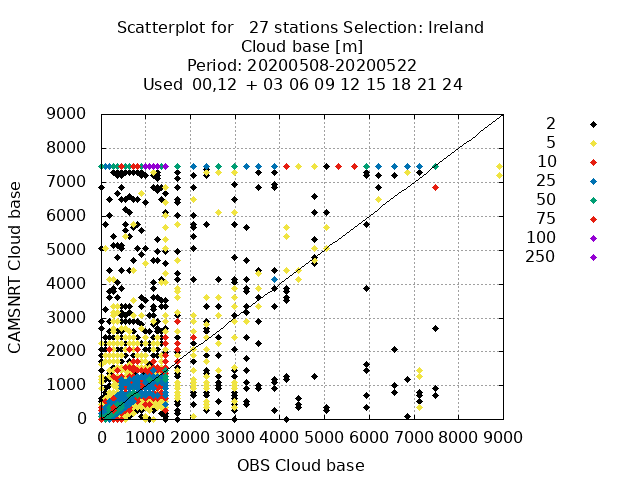 Scatterplot for   27 stations Selection: Ireland
Cloud base [m]
Period: 20200508-20200522
Used  00,12  + 03 06 09 12 15 18 21 24
9000
8000
7000
6000
5000
4000
3000
2000
1000
0
CAMSNRT Cloud base
0 1000 2000 3000 4000 5000 6000 7000 8000 9000
OBS Cloud base
2
5
10
25
50
75
100
250